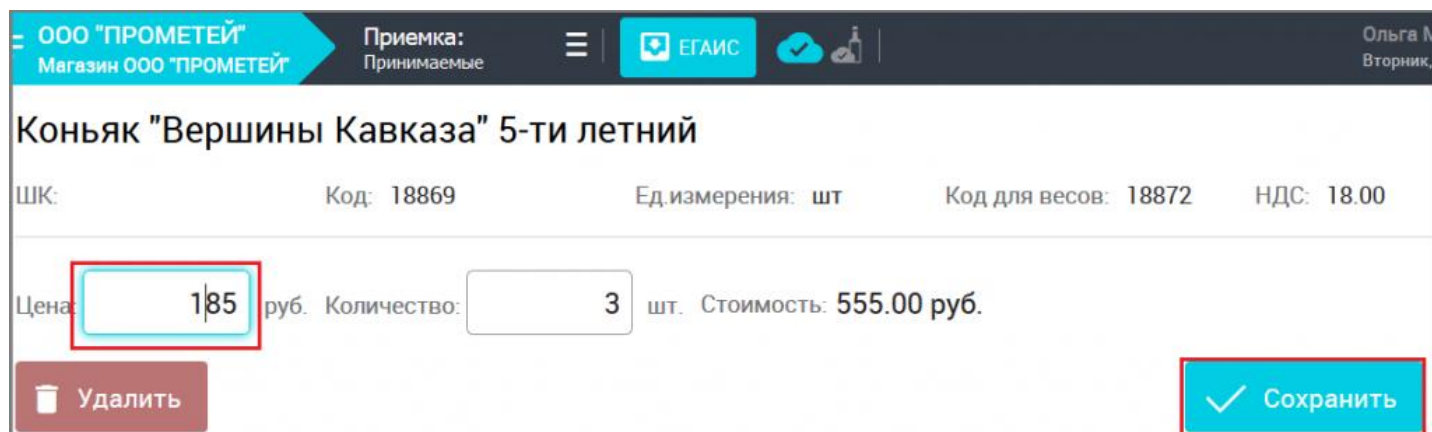 ООО "ПРОМЕТЕЙ"
Магазин ООО "ПРОМЕТЕЙ"
Приемка:
Принимаемые
ЕГАИС
Ольга
Вторник,
Коньяк "Вершины Кавказа" 5-ти летний
ШК: Код: 18869 Ед.измерения: шт Код для весов: 18872 НДС: 18.00
Цена: 185 руб. Количество: 3 шт. Стоимость: 555.00 руб.
Удалить
Сохранить